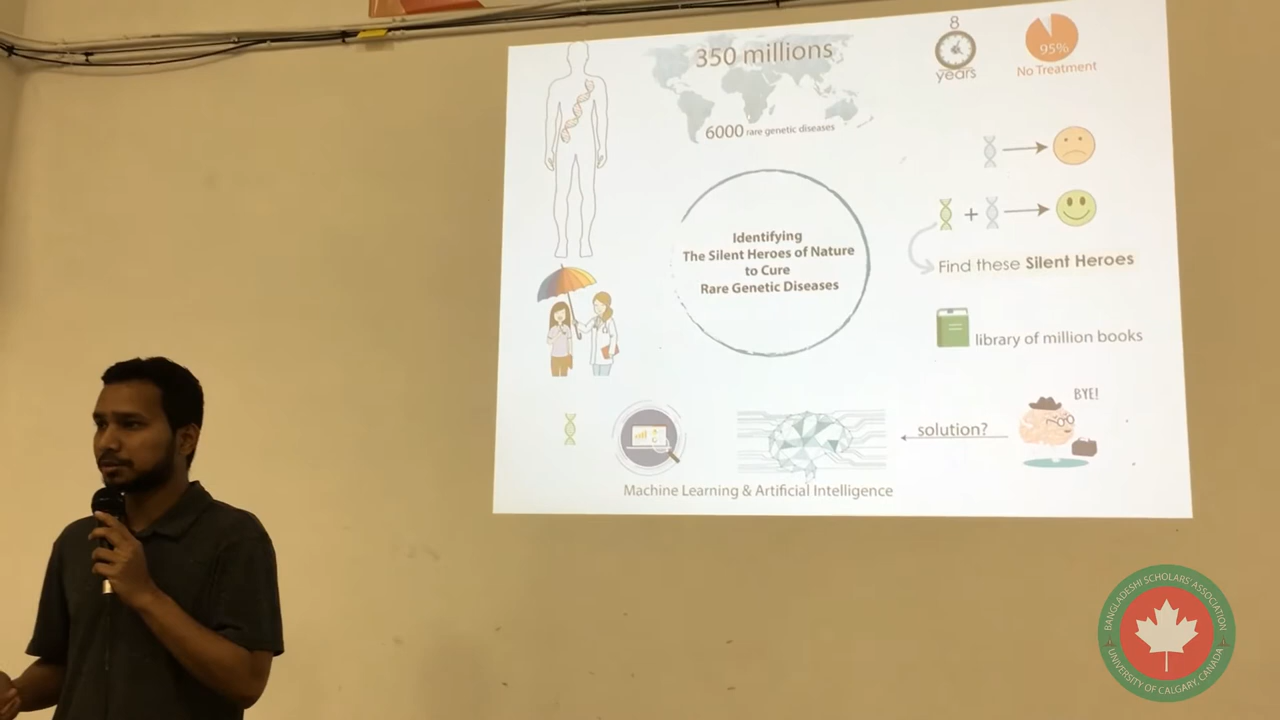 350 millions
6000 rare genetic diseases
8
years
95%
No Treatment
Identifying
The Silent Heroes of Nature
to Cure
Rare Genetic Diseases
Find these Silent Heroes
library of million books
BYE!
solution?
Machine Learning & Artificial Intelligence
BANGLADESHI SCHOLARS' ASSOCIATION
UNIVERSITY OF CALGARY, CANADA